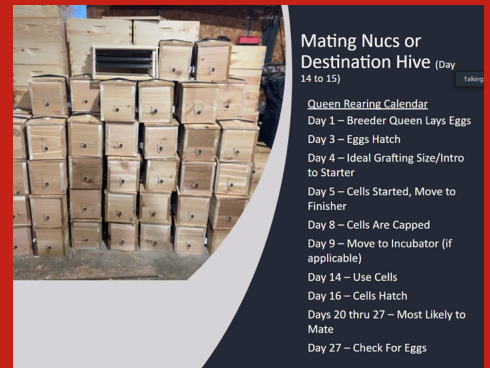 Mating Nucs or
Destination Hive (Day
14 to 15)
Talking
Queen Rearing Calendar
Day 1 – Breeder Queen Lays Eggs
Day 3 – Eggs Hatch
Day 4 – Ideal Grafting Size/Intro
to Starter
Day 5 – Cells Started, Move to
Finisher
Day 8 – Cells Are Capped
Day 9 – Move to Incubator (if
applicable)
Day 14 – Use Cells
Day 16 – Cells Hatch
Days 20 thru 27 – Most Likely to
Mate
Day 27 – Check For Eggs